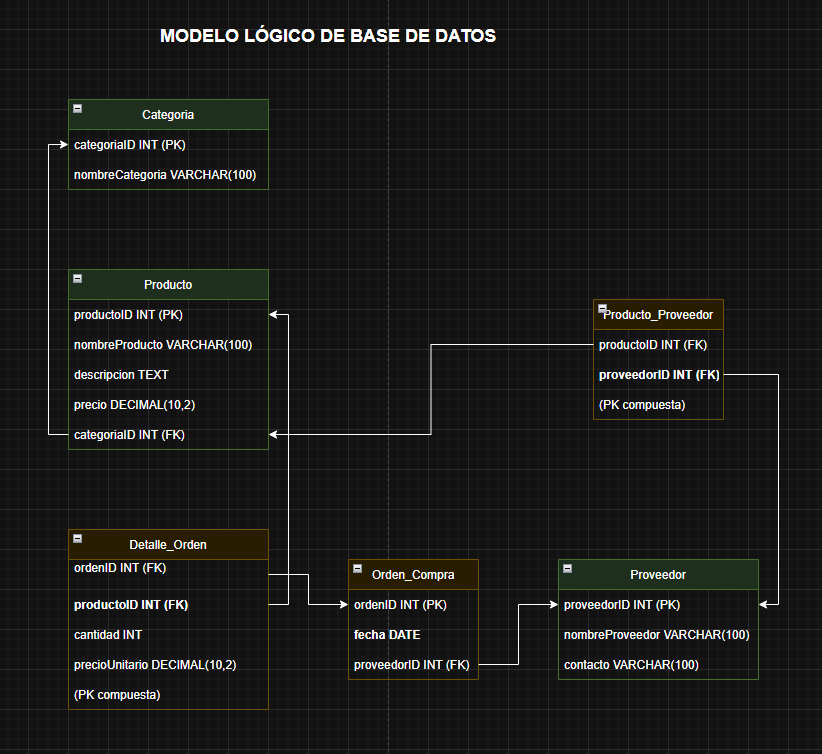 MODELO LÓGICO DE BASE DE DATOS
Categoria
categoriaID INT (PK)
nombreCategoria VARCHAR(100)
Producto
productoID INT (PK)
nombreProducto VARCHAR(100)
descripcion TEXT
precio DECIMAL(10,2)
categoriaID INT (FK)
Producto_Proveedor
productoID INT (FK)
proveedorID INT (FK)
(PK compuesta)
Detalle_Orden
ordenID INT (FK)
productoID INT (FK)
cantidad INT
precioUnitario DECIMAL(10,2)
(PK compuesta)
Orden_Compra
ordenID INT (PK)
fecha DATE
proveedorID INT (FK)
Proveedor
proveedorID INT (PK)
nombreProveedor VARCHAR(100)
contacto VARCHAR(100)